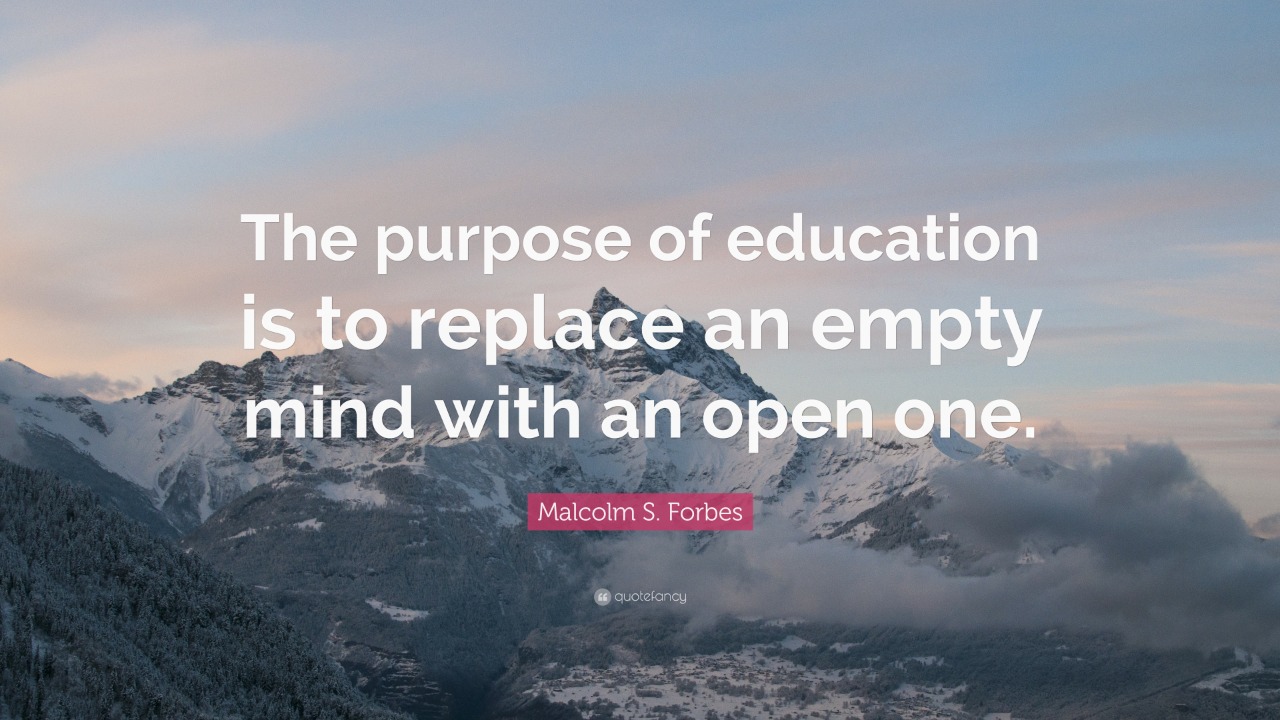 The purpose of education
is to replace an empty
mind with an open one.
Malcolm S. Forbes
quotefancy